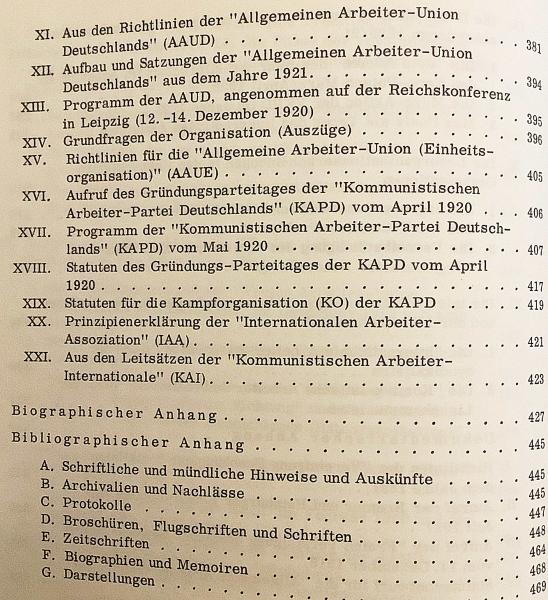 XI. Aus den Richtlinien der "Allgemeinen Arbeiter-Union
Deutschlands" (AAUD) . . . . . . . . . . . . . . . . . 381
XII. Aufbau und Satzungen der "Allgemeinen Arbeiter-Union
Deutschlands" aus dem Jahre 1921. . . . . . . . . . . . 394
XIII. Programm der AAUD, angenommen auf der Reichskonferenz
in Leipzig (12. -14. Dezember 1920) . . . . . . . . . . 395
XIV. Grundfragen der Organisation (Auszüge) . . . . . . . . 396
XV. Richtlinien für die "Allgemeine Arbeiter-Union (Einheits-
organisation)" (AAUE) . . . . . . . . . . . . . . . . . 405
XVI. Aufruf des Gründungsparteitages der "Kommunistischen
Arbeiter-Partei Deutschlands" (KAPD) vom April 1920 . . . 406
XVII. Programm der "Kommunistischen Arbeiter-Partei Deutsch-
lands" (KAPD) vom Mai 1920 . . . . . . . . . . . . . . 407
XVIII. Statuten des Gründungs-Parteitages der KAPD vom April
1920 . . . . . . . . . . . . . . . . . . . . . . . . . 417
XIX. Statuten für die Kampforganisation (KO) der KAPD . . . . . 419
XX. Prinzipienerklärung der "Internationalen Arbeiter-
Assoziation" (IAA) . . . . . . . . . . . . . . . . . . 421
XXI. Aus den Leitsätzen der "Kommunistischen Arbeiter-
Internationale" (KAI) . . . . . . . . . . . . . . . . . 423
Biographischer Anhang . . . . . . . . . . . . . . . . . 427
Bibliographischer Anhang . . . . . . . . . . . . . . . 445
A. Schriftliche und mündliche Hinweise und Auskünfte . . . . 445
B. Archivalien und Nachlässe . . . . . . . . . . . . . . 445
C. Protokolle . . . . . . . . . . . . . . . . . . . . . 447
D. Broschüren, Flugschriften und Schriften . . . . . . . . 448
E. Zeitschriften . . . . . . . . . . . . . . . . . . . . 464
F. Biographien und Memoiren . . . . . . . . . . . . . . . 468
G. Darstellungen . . . . . . . . . . . . . . . . . . . . 469